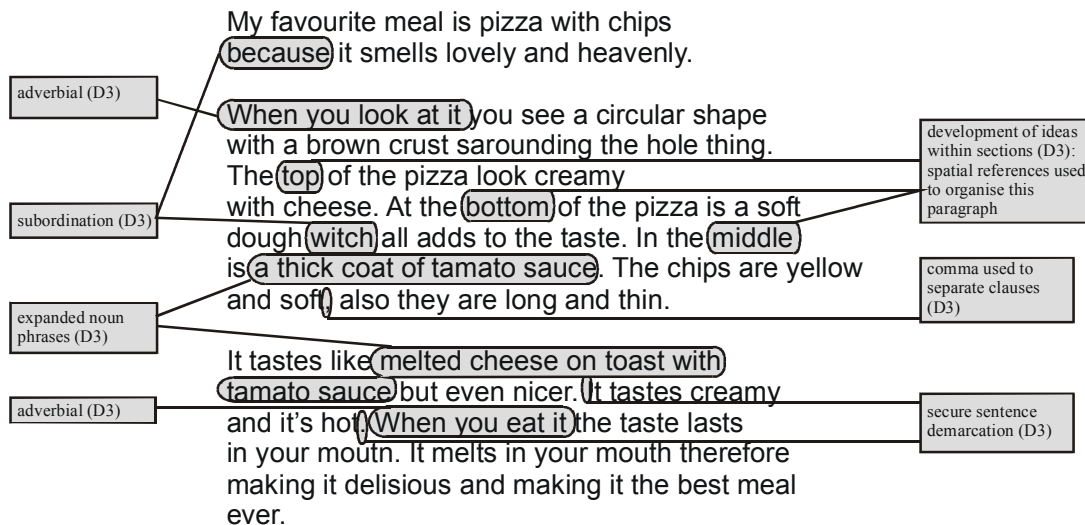 My favourite meal is pizza with chips
because it smells lovely and heavenly.
adverbial (D3)
When you look at it you see a circular shape
with a brown crust sarounding the hole thing.
The top of the pizza look creamy
with cheese. At the bottom of the pizza is a soft
dough witch all adds to the taste. In the middle
is a thick coat of tamato sauce. The chips are yellow
and soft, also they are long and thin.
development of ideas
within sections (D3):
spatial references used
to organise this
paragraph
subordination (D3)
comma used to
separate clauses
(D3)
expanded noun
phrases (D3)
It tastes like melted cheese on toast with
tamato sauce but even nicer. It tastes creamy
and it's hot. When you eat it the taste lasts
in your moutn. It melts in your mouth therefore
making it delisious and making it the best meal
ever.
adverbial (D3)
secure sentence
demarcation (D3)